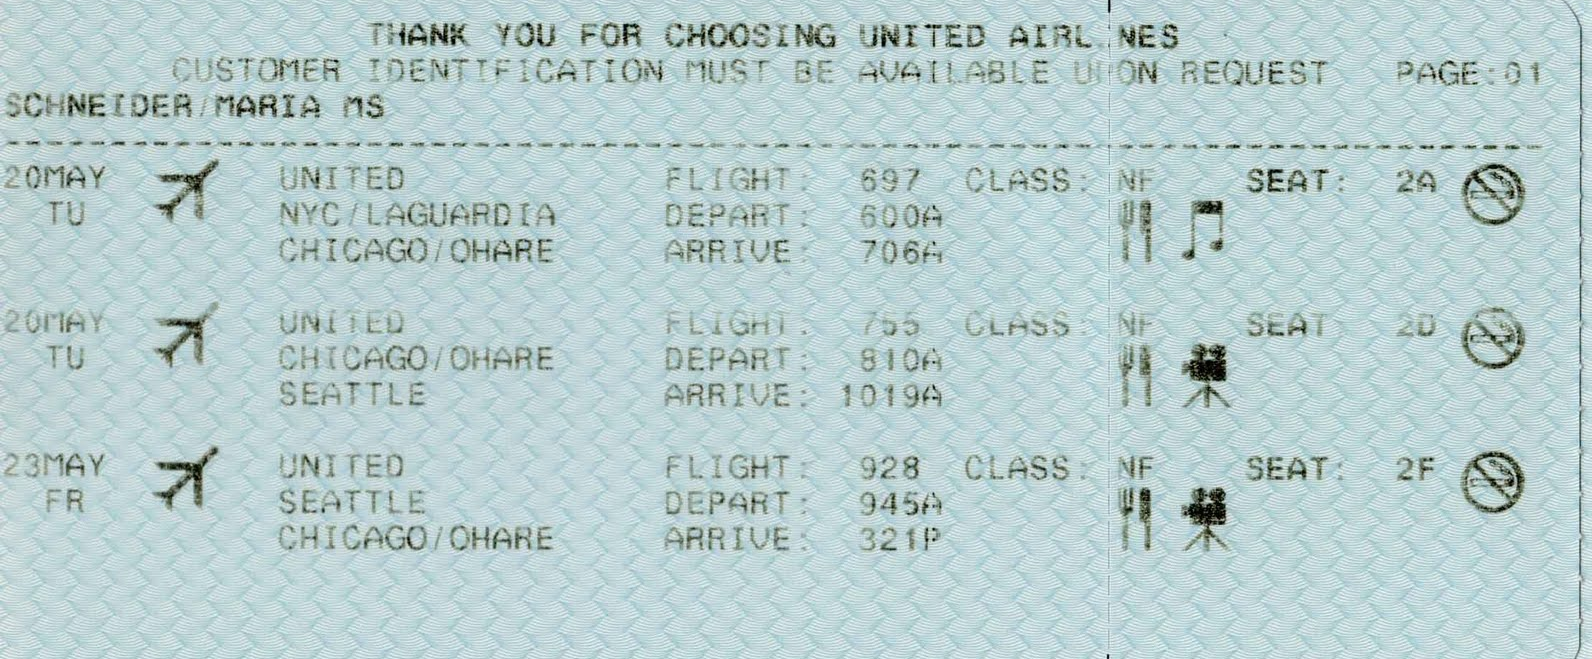 THANK YOU FOR CHOOSING UNITED AIRLINES
CUSTOMER IDENTIFICATION MUST BE AVAILABLE UPON REQUEST PAGE:01
SCHNEIDER/MARIA MS
20MAY UNITED FLIGHT 697 CLASS: NF SEAT: 2A
TU NYC/LAGUARDIA DEPART: 600A
CHICAGO/OHARE ARRIVE: 706A
20MAY UNITED FLIGHT: 755 CLASS: NF SEAT 2D
TU CHICAGO/OHARE DEPART: 810A
SEATTLE ARRIVE: 1019A
23MAY UNITED FLIGHT: 928 CLASS: NF SEAT: 2F
FR SEATTLE DEPART: 945A
CHICAGO/OHARE ARRIVE: 321P